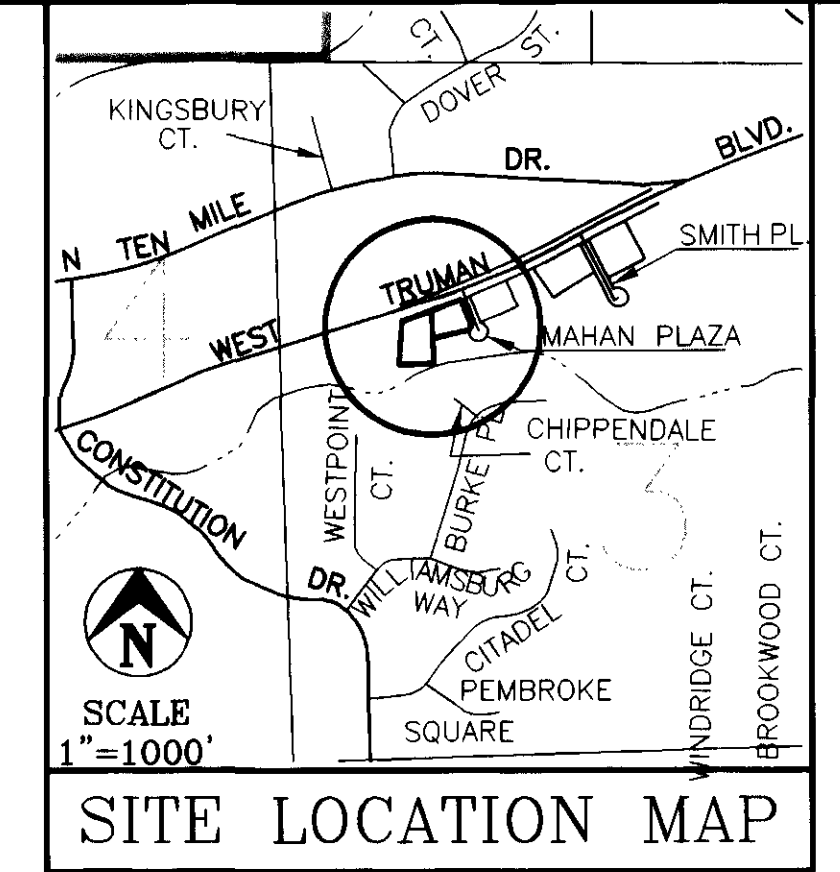 CT.
DOVER ST.
KINGSBURY
CT.
BLVD.
DR.
N TEN MILE
SMITH PL.
TRUMAN
4
WEST
MAHAN PLAZA
CHIPPENDALE
CT.
WESTPOINT
CT.
BURKE PL
3
CONSTITUTION
DR.
WILLIAMSBURG
WAY
CT.
CITADEL
WINDRIDGE CT.
BROOKWOOD CT.
N
PEMBROKE
SQUARE
SCALE
1"=1000'
SITE LOCATION MAP